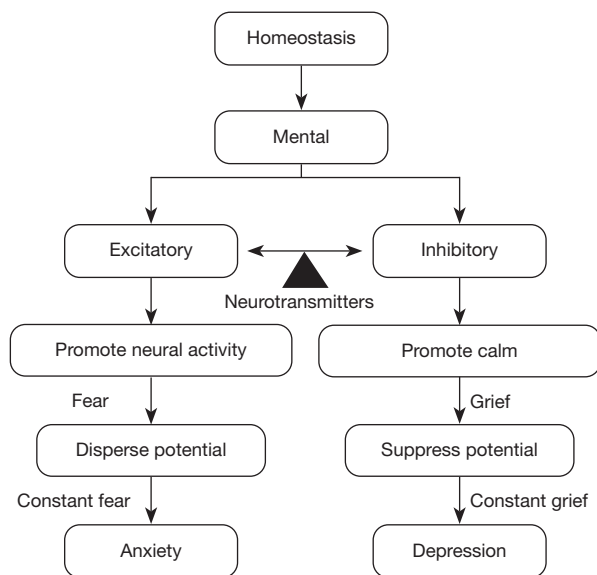 Homeostasis
Mental
Excitatory
Inhibitory
Neurotransmitters
Promote neural activity
Promote calm
Fear
Grief
Disperse potential
Suppress potential
Constant fear
Constant grief
Anxiety
Depression